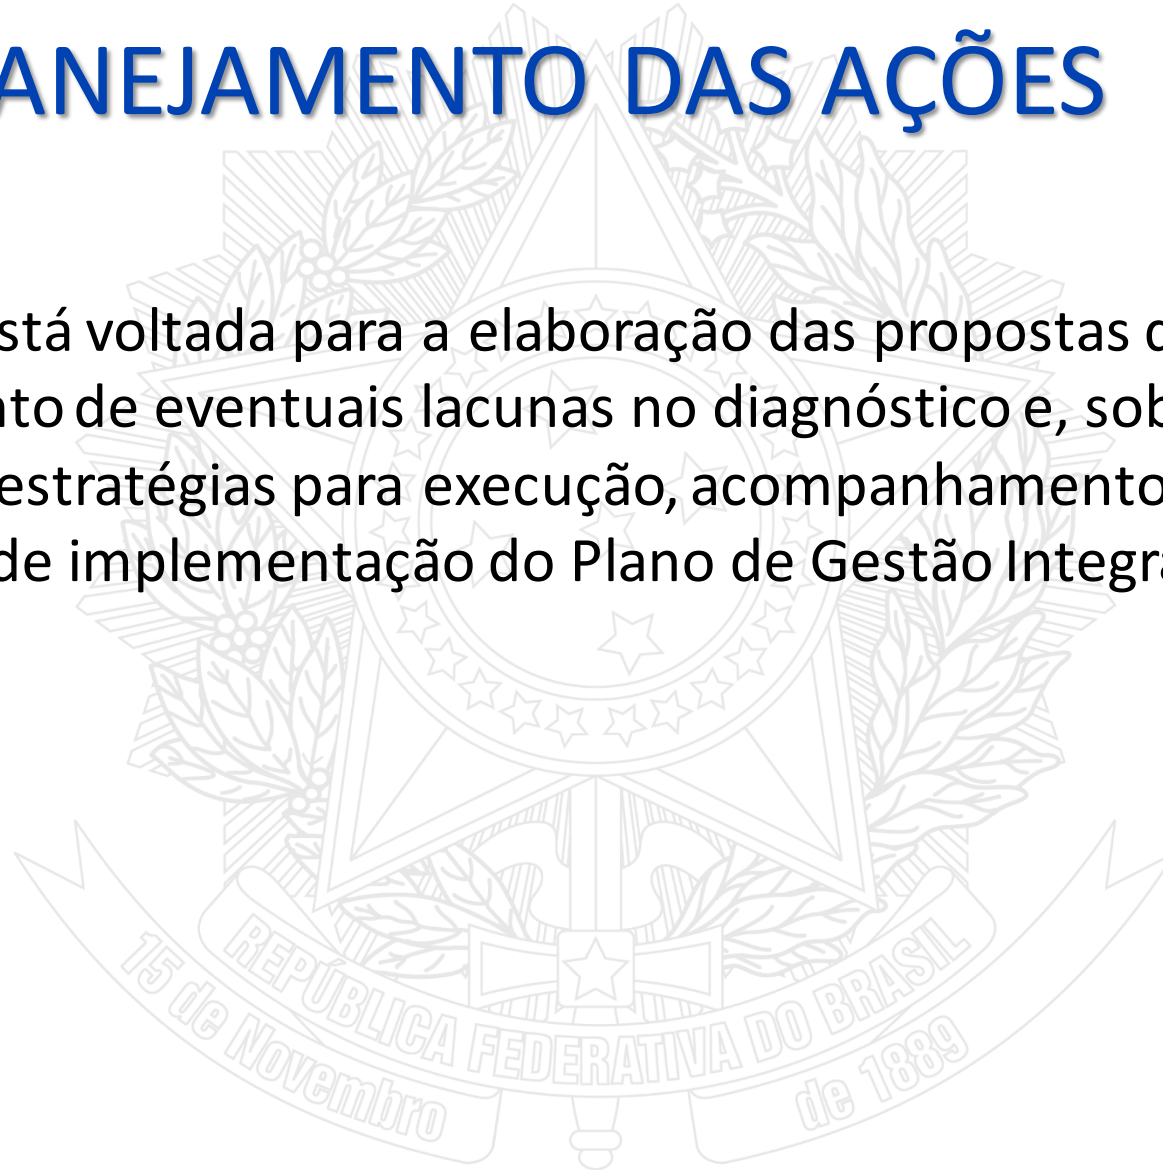 ANEJAMENTO DAS AÇÕES
stá voltada para a elaboração das propostas d
nto de eventuais lacunas no diagnóstico e, sob
estratégias para execução, acompanhamento
de implementação do Plano de Gestão Integra
REPÚBLICA FEDERATIVA DO BRASIL
15 de Novembro de 1889